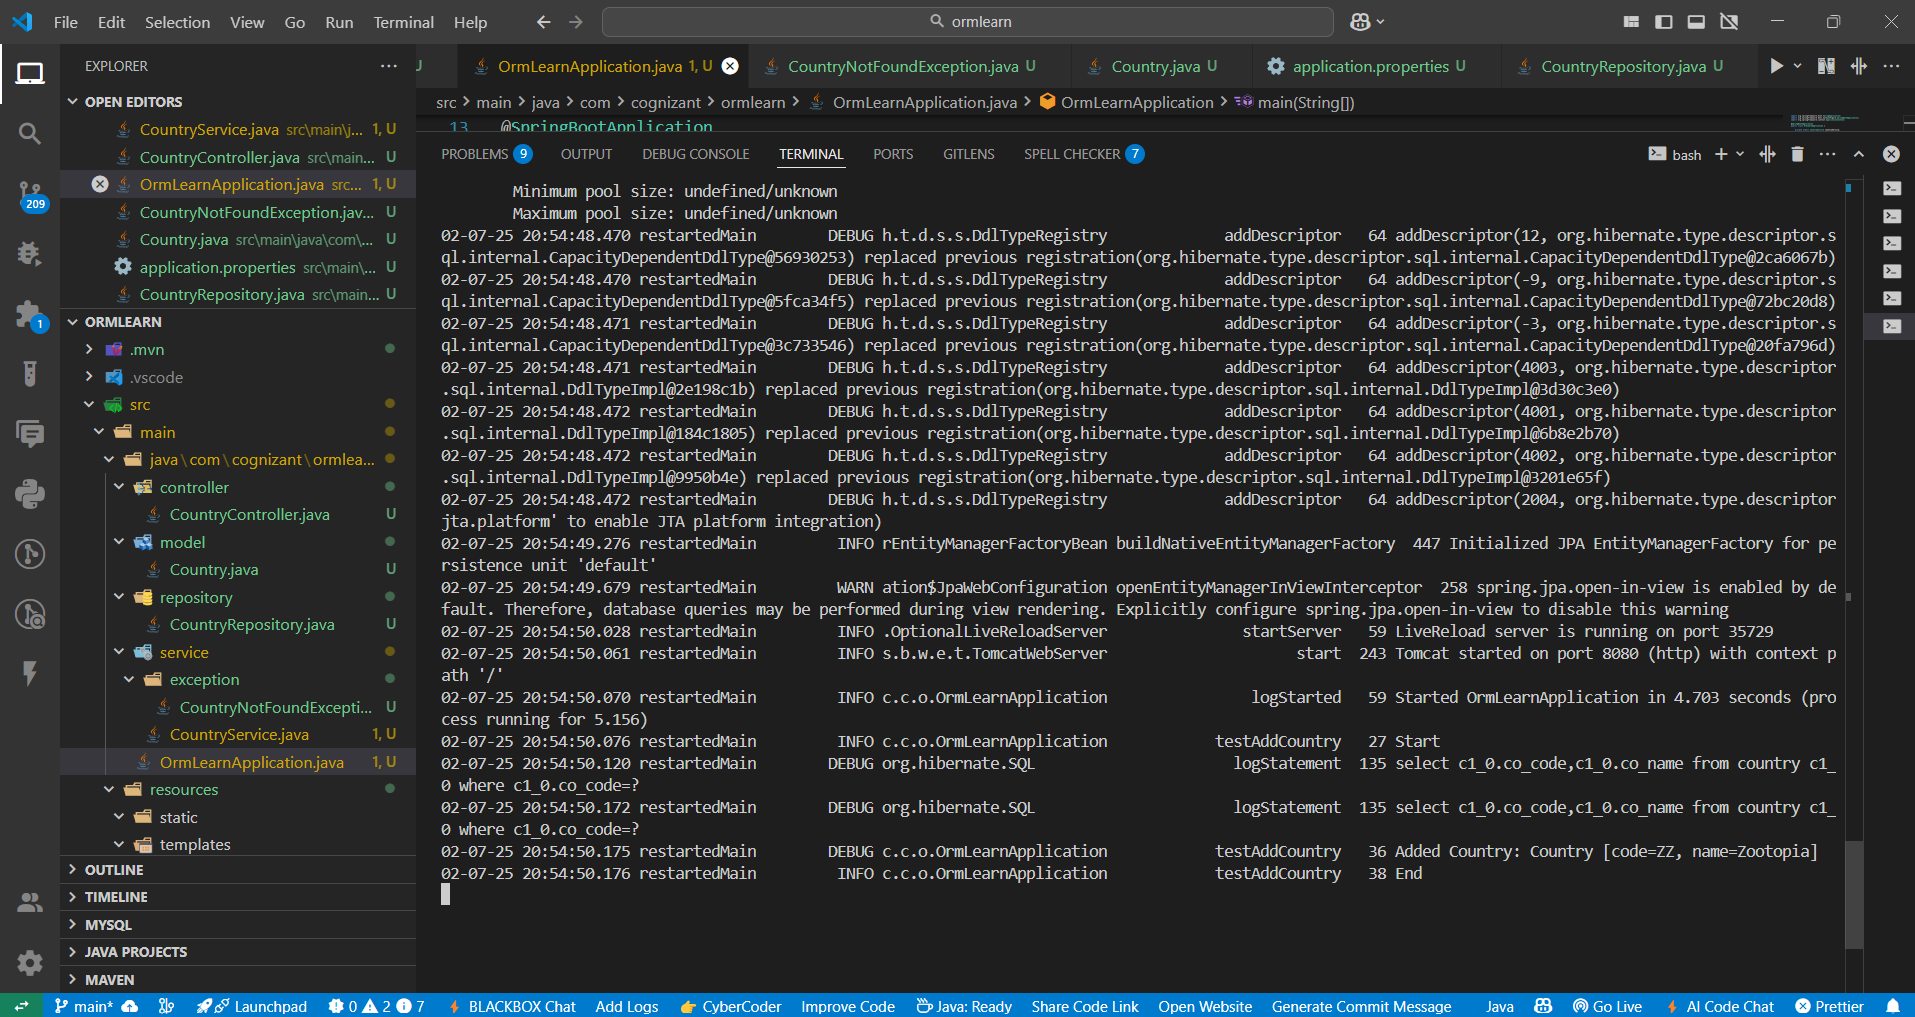 File Edit Selection View Go Run Terminal Help
ormlearn
EXPLORER
OPEN EDITORS
CountryService.java src\main\j... 1, U
CountryController.java src\main... U
OrmLearnApplication.java src... 1, U
CountryNotFoundException.jav... U
Country.java src\main\java\com\... U
application.properties src\main\... U
CountryRepository.java src\main... U
ORMLEARN
.mvn
.vscode
src
main
java\com\cognizant\ormlea...
controller
CountryController.java U
model
Country.java U
repository
CountryRepository.java U
service
exception
CountryNotFoundExcepti... U
CountryService.java 1, U
OrmLearnApplication.java 1, U
resources
static
templates
OUTLINE
TIMELINE
MYSQL
JAVA PROJECTS
MAVEN
209
1
U OrmLearnApplication.java 1, U CountryNotFoundException.java U Country.java U application.properties U CountryRepository.java U
src > main > java > com > cognizant > ormlearn > OrmLearnApplication.java > OrmLearnApplication > main(String[])
13 @SpringBootApplication
PROBLEMS 9 OUTPUT DEBUG CONSOLE TERMINAL PORTS GITLENS SPELL CHECKER 7 bash
Minimum pool size: undefined/unknown
Maximum pool size: undefined/unknown
02-07-25 20:54:48.470 restartedMain DEBUG h.t.d.s.s.DdlTypeRegistry addDescriptor 64 addDescriptor(12, org.hibernate.type.descriptor.s
ql.internal.CapacityDependentDdlType@56930253) replaced previous registration(org.hibernate.type.descriptor.sql.internal.CapacityDependentDdlType@2ca6067b)
02-07-25 20:54:48.470 restartedMain DEBUG h.t.d.s.s.DdlTypeRegistry addDescriptor 64 addDescriptor(-9, org.hibernate.type.descriptor.s
ql.internal.CapacityDependentDdlType@5fca34f5) replaced previous registration(org.hibernate.type.descriptor.sql.internal.CapacityDependentDdlType@72bc20d8)
02-07-25 20:54:48.471 restartedMain DEBUG h.t.d.s.s.DdlTypeRegistry addDescriptor 64 addDescriptor(-3, org.hibernate.type.descriptor.s
ql.internal.CapacityDependentDdlType@3c733546) replaced previous registration(org.hibernate.type.descriptor.sql.internal.CapacityDependentDdlType@20fa796d)
02-07-25 20:54:48.471 restartedMain DEBUG h.t.d.s.s.DdlTypeRegistry addDescriptor 64 addDescriptor(4003, org.hibernate.type.descriptor
.sql.internal.DdlTypeImpl@2e198c1b) replaced previous registration(org.hibernate.type.descriptor.sql.internal.DdlTypeImpl@3d30c3e0)
02-07-25 20:54:48.472 restartedMain DEBUG h.t.d.s.s.DdlTypeRegistry addDescriptor 64 addDescriptor(4001, org.hibernate.type.descriptor
.sql.internal.DdlTypeImpl@184c1805) replaced previous registration(org.hibernate.type.descriptor.sql.internal.DdlTypeImpl@6b8e2b70)
02-07-25 20:54:48.472 restartedMain DEBUG h.t.d.s.s.DdlTypeRegistry addDescriptor 64 addDescriptor(4002, org.hibernate.type.descriptor
.sql.internal.DdlTypeImpl@9950b4e) replaced previous registration(org.hibernate.type.descriptor.sql.internal.DdlTypeImpl@3201e65f)
02-07-25 20:54:48.472 restartedMain DEBUG h.t.d.s.s.DdlTypeRegistry addDescriptor 64 addDescriptor(2004, org.hibernate.type.descriptor
jta.platform' to enable JTA platform integration)
02-07-25 20:54:49.276 restartedMain INFO rEntityManagerFactoryBean buildNativeEntityManagerFactory 447 Initialized JPA EntityManagerFactory for pe
rsistence unit 'default'
02-07-25 20:54:49.679 restartedMain WARN ation$JpaWebConfiguration openEntityManagerInViewInterceptor 258 spring.jpa.open-in-view is enabled by de
fault. Therefore, database queries may be performed during view rendering. Explicitly configure spring.jpa.open-in-view to disable this warning
02-07-25 20:54:50.028 restartedMain INFO .OptionalLiveReloadServer startServer 59 LiveReload server is running on port 35729
02-07-25 20:54:50.061 restartedMain INFO s.b.w.e.t.TomcatWebServer start 243 Tomcat started on port 8080 (http) with context p
ath '/'
02-07-25 20:54:50.070 restartedMain INFO c.c.o.OrmLearnApplication logStarted 59 Started OrmLearnApplication in 4.703 seconds (pro
cess running for 5.156)
02-07-25 20:54:50.076 restartedMain INFO c.c.o.OrmLearnApplication testAddCountry 27 Start
02-07-25 20:54:50.120 restartedMain DEBUG org.hibernate.SQL logStatement 135 select c1_0.co_code,c1_0.co_name from country c1_
0 where c1_0.co_code=?
02-07-25 20:54:50.172 restartedMain DEBUG org.hibernate.SQL logStatement 135 select c1_0.co_code,c1_0.co_name from country c1_
0 where c1_0.co_code=?
02-07-25 20:54:50.175 restartedMain DEBUG c.c.o.OrmLearnApplication testAddCountry 36 Added Country: Country [code=ZZ, name=Zootopia]
02-07-25 20:54:50.176 restartedMain INFO c.c.o.OrmLearnApplication testAddCountry 38 End
main* Launchpad 0 2 7 BLACKBOX Chat Add Logs CyberCoder Improve Code Java: Ready Share Code Link Open Website Generate Commit Message Java Go Live AI Code Chat Prettier